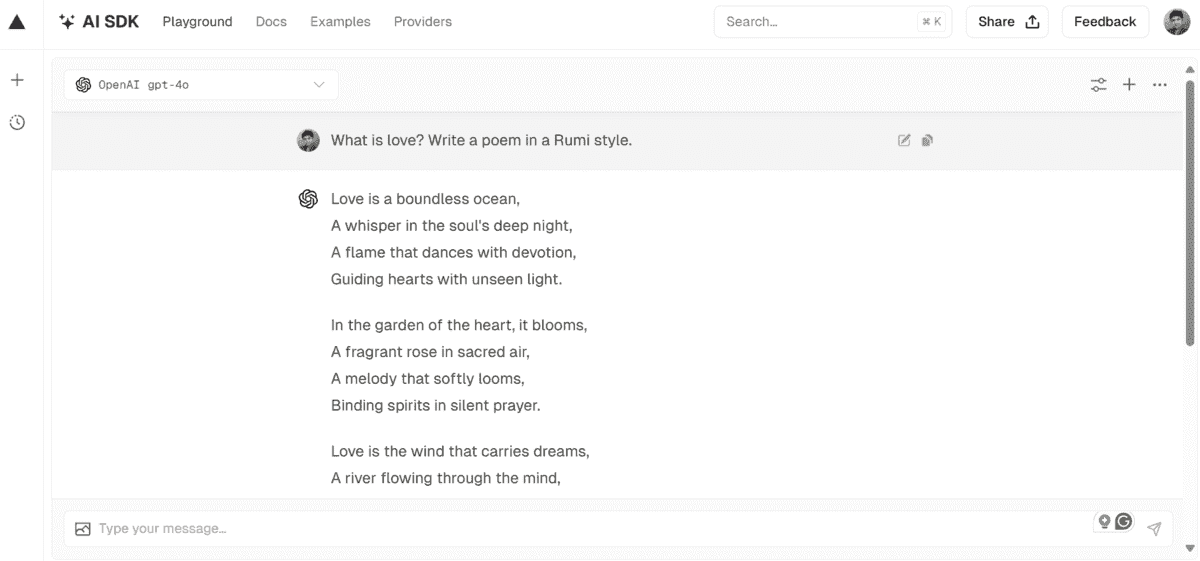 AI SDK Playground Docs Examples Providers Search... ⌘ K Share Feedback
OpenAI gpt-4o
What is love? Write a poem in a Rumi style.
Love is a boundless ocean,
A whisper in the soul's deep night,
A flame that dances with devotion,
Guiding hearts with unseen light.
In the garden of the heart, it blooms,
A fragrant rose in sacred air,
A melody that softly looms,
Binding spirits in silent prayer.
Love is the wind that carries dreams,
A river flowing through the mind,
Type your message...